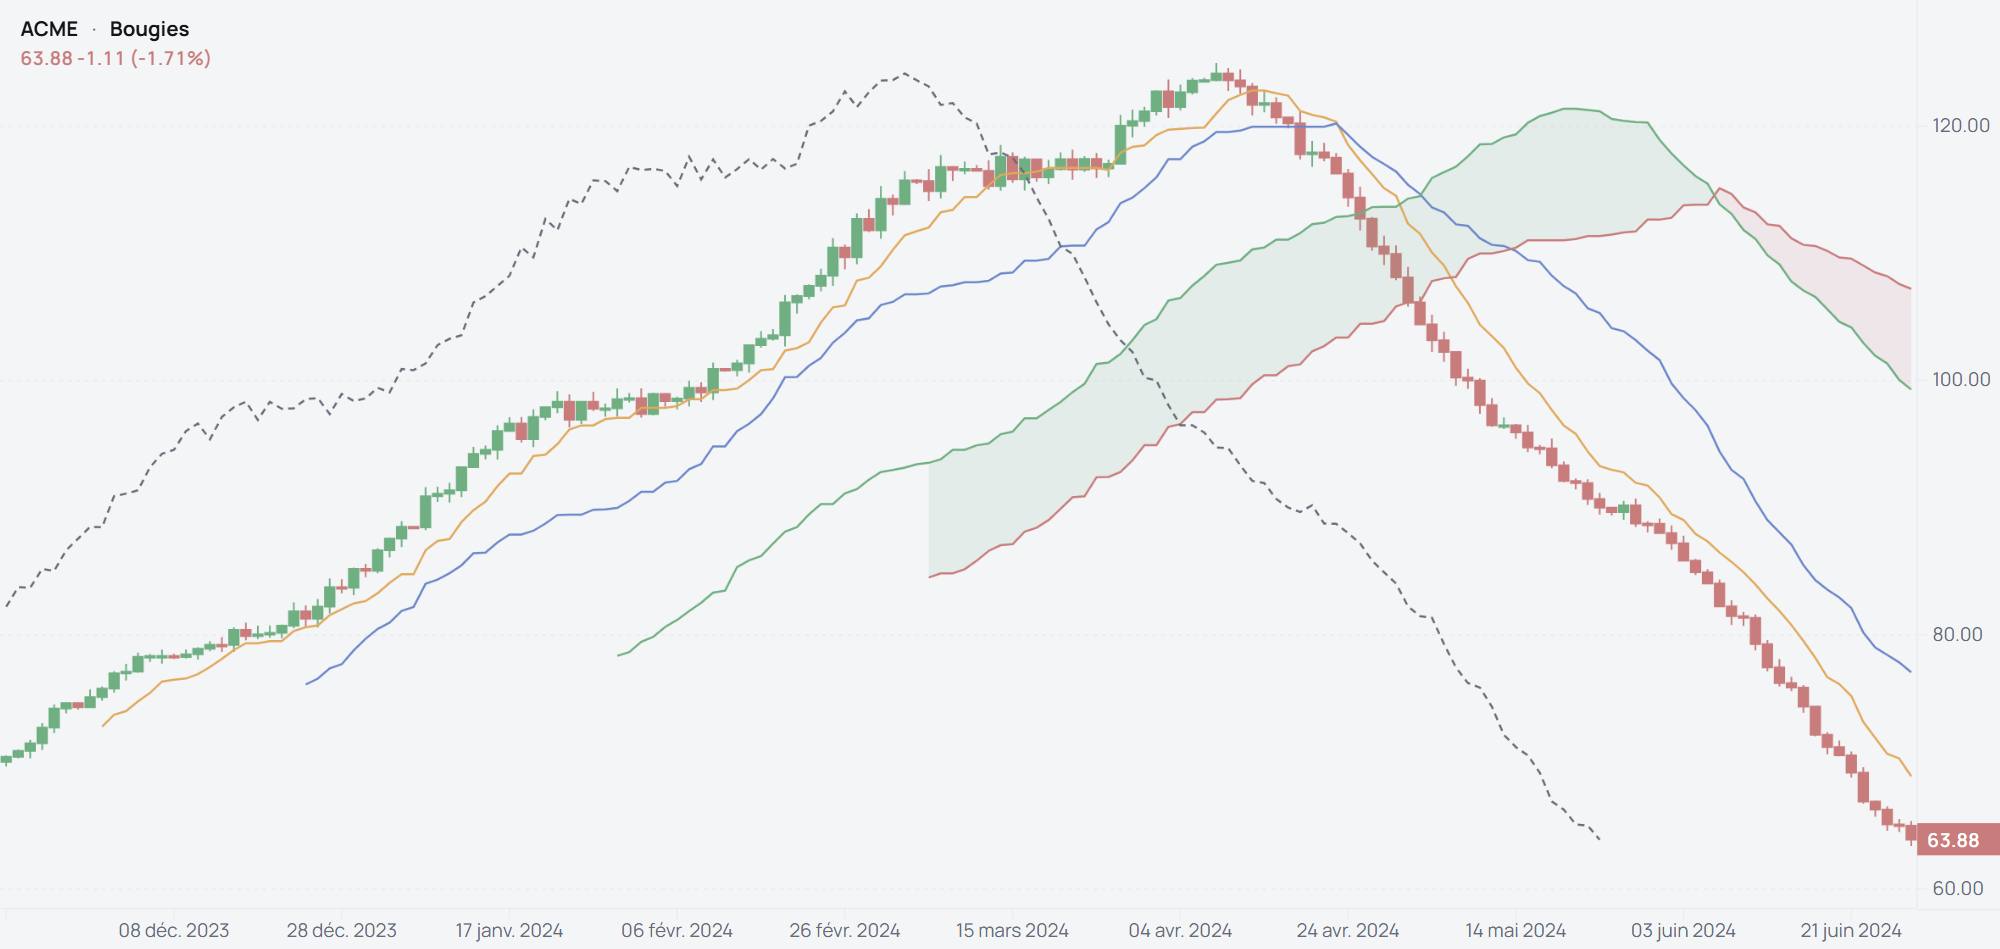 ACME · Bougies
63.88 -1.11 (-1.71%)
120.00
100.00
80.00
63.88
60.00
08 déc. 2023 28 déc. 2023 17 janv. 2024 06 févr. 2024 26 févr. 2024 15 mars 2024 04 avr. 2024 24 avr. 2024 14 mai 2024 03 juin 2024 21 juin 2024